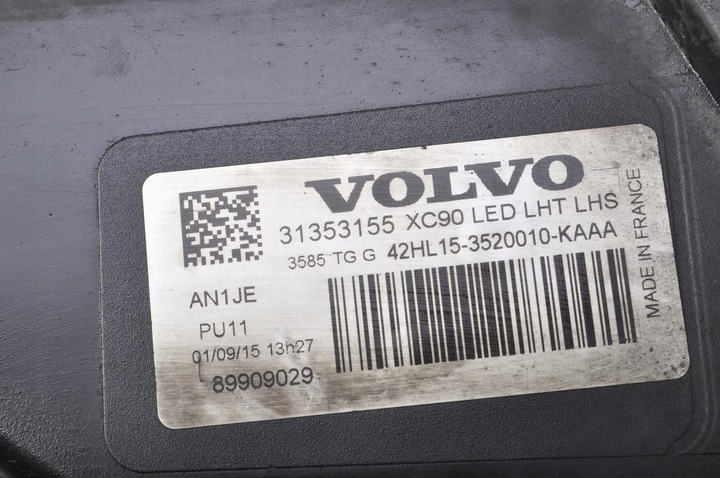 VOLVO
31353155 XC90 LED LHT LHS
3585 TG G 42HL15-3520010-KAAA
AN1JE
PU11
01/09/15 13h27
89909029
MADE IN FRANCE